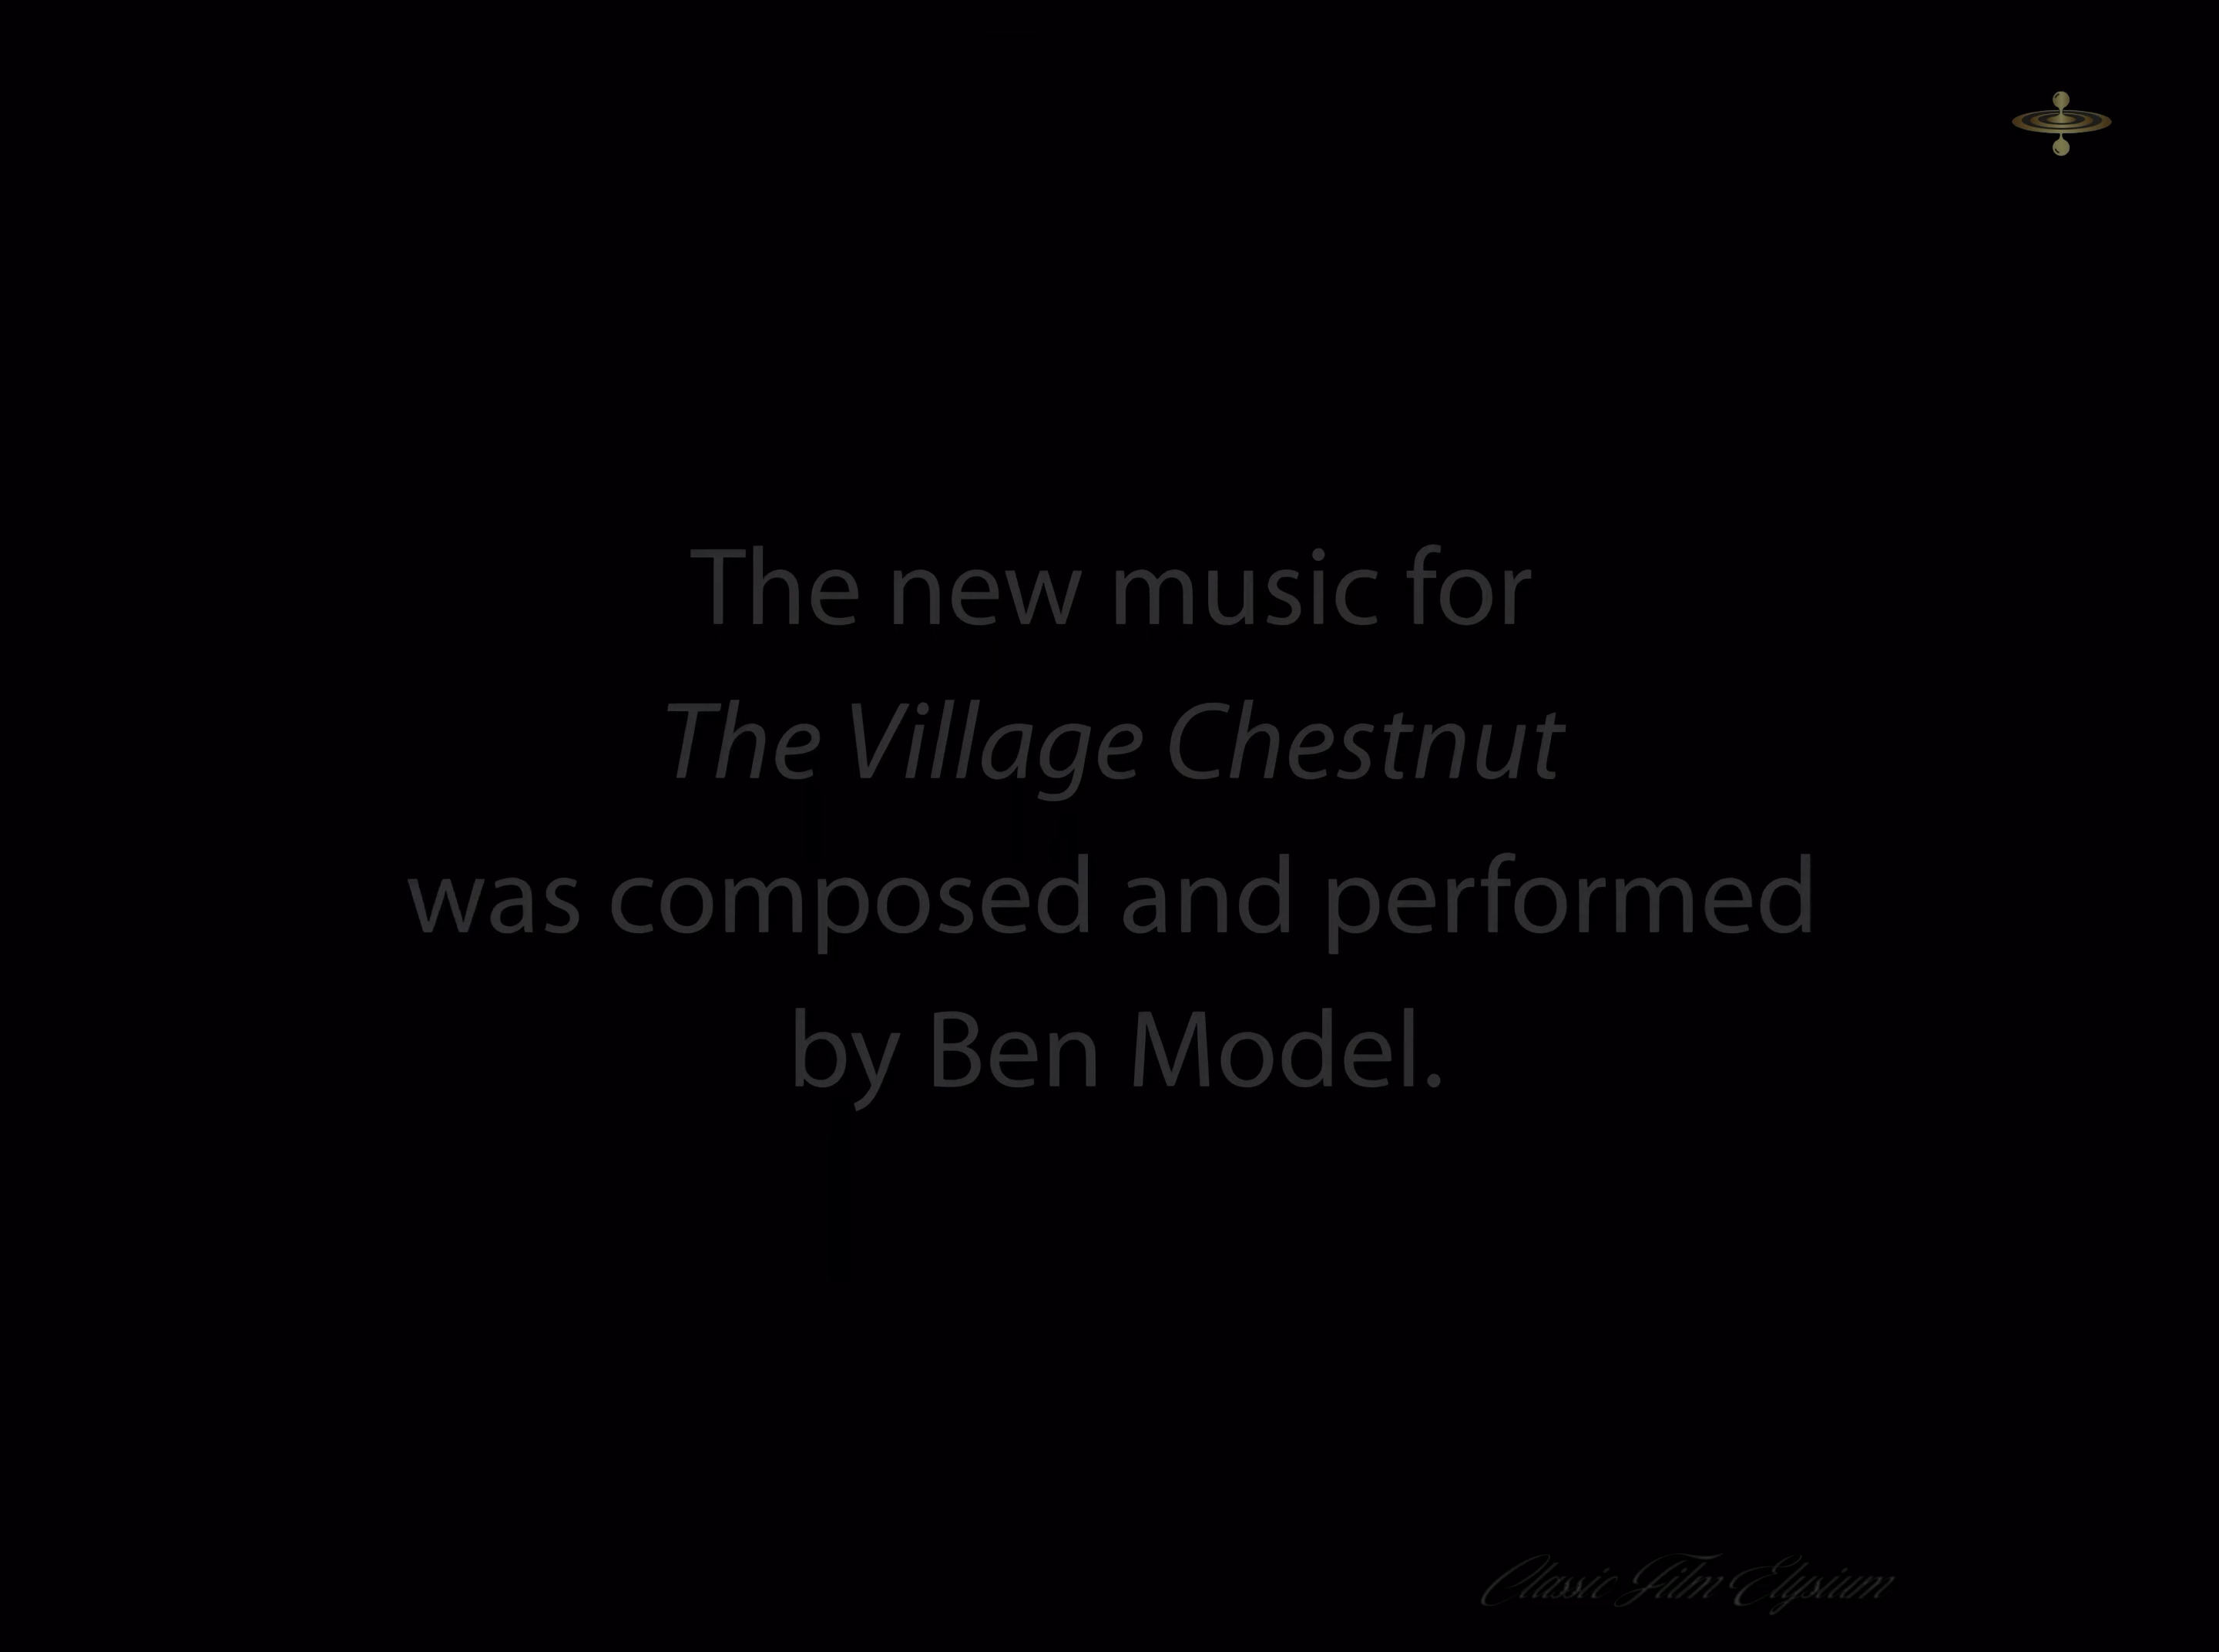 The new music for
The Village Chestnut
was composed and performed
by Ben Model.
Classic Film Elysium